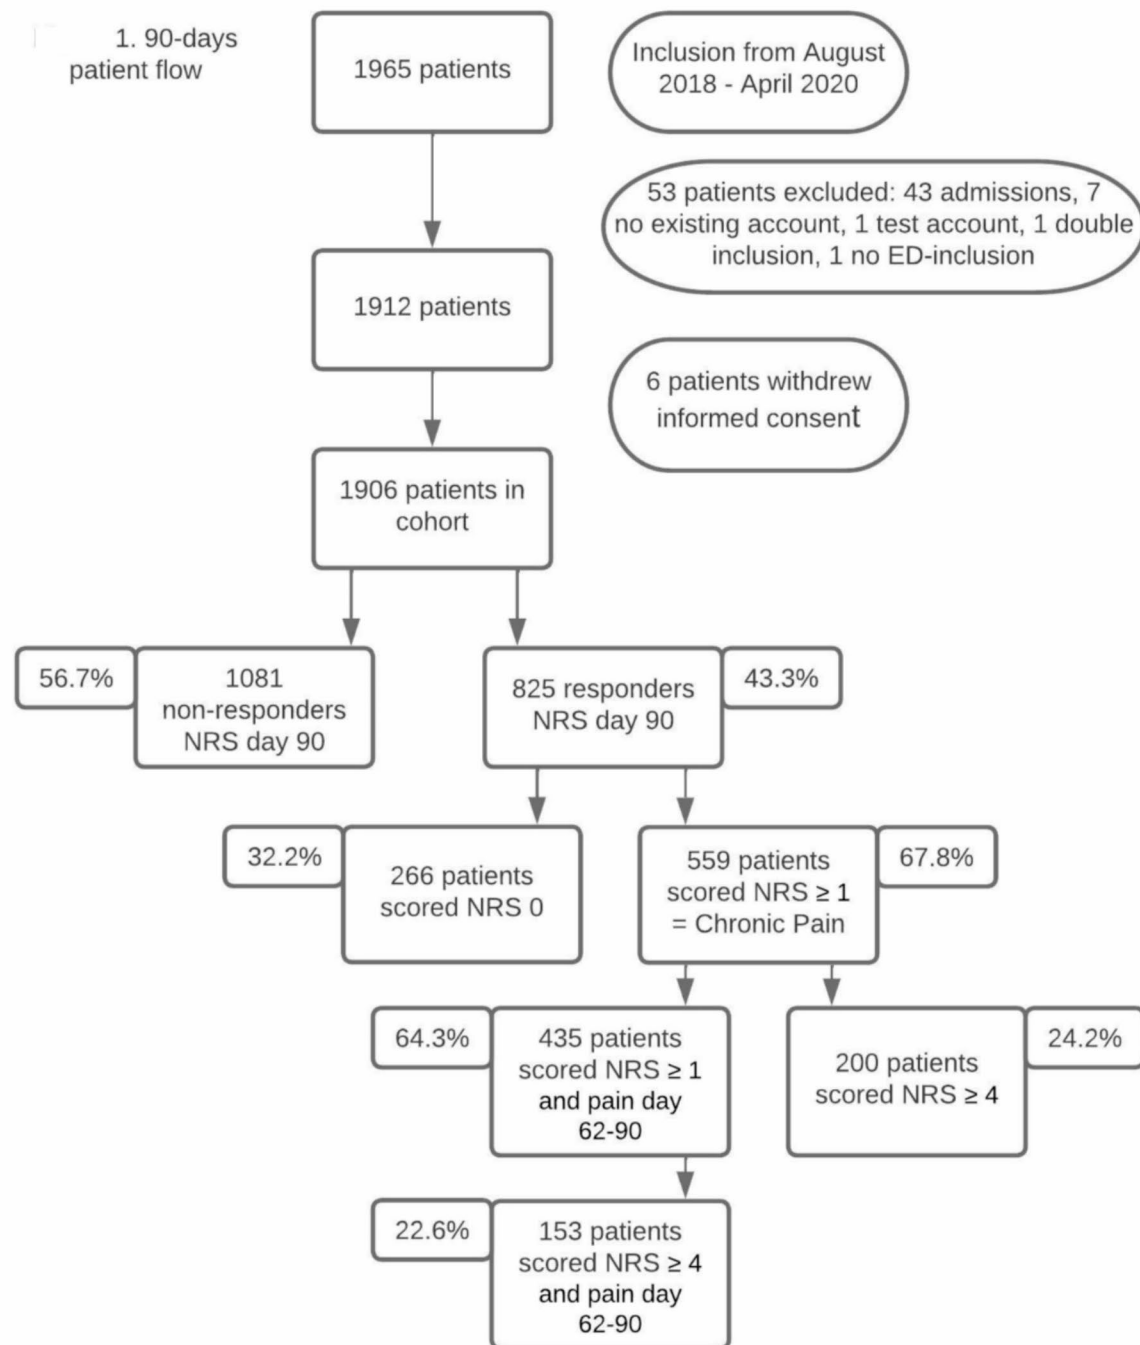 1. 90-days
patient flow
1965 patients
Inclusion from August
2018 - April 2020
53 patients excluded: 43 admissions, 7
no existing account, 1 test account, 1 double
inclusion, 1 no ED-inclusion
1912 patients
6 patients withdrew
informed consent
1906 patients in
cohort
56.7%
1081
non-responders
NRS day 90
825 responders
NRS day 90
43.3%
32.2%
266 patients
scored NRS 0
559 patients
scored NRS ≥ 1
= Chronic Pain
67.8%
64.3%
435 patients
scored NRS ≥ 1
and pain day
62-90
200 patients
scored NRS ≥ 4
24.2%
22.6%
153 patients
scored NRS ≥ 4
and pain day
62-90